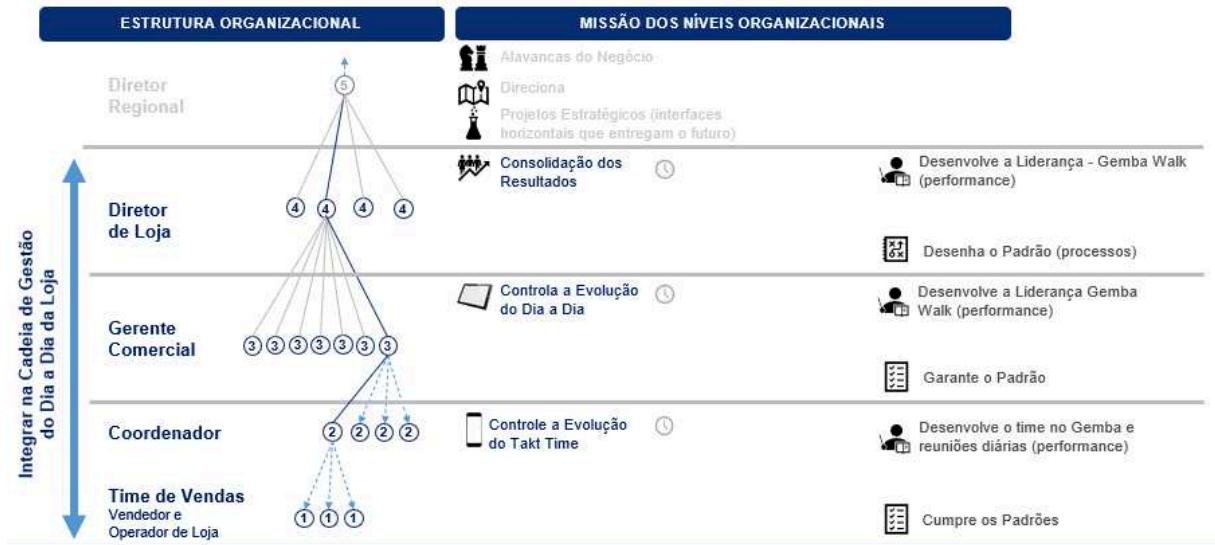 ESTRUTURA ORGANIZACIONAL
MISSÃO DOS NÍVEIS ORGANIZACIONAIS
Integrar na Cadeia de Gestão
do Dia a Dia da Loja
Diretor
Regional
5
Alavancas do Negócio
Direciona
Projetos Estratégicos (interfaces
horizontais que entregam o futuro)
Diretor
de Loja
4 4 4 4
Consolidação dos
Resultados
Desenvolve a Liderança - Gemba Walk
(performance)
Desenha o Padrão (processos)
Gerente
Comercial
3 3 3 3 3 3 3
Controla a Evolução
do Dia a Dia
Desenvolve a Liderança Gemba
Walk (performance)
Garante o Padrão
Coordenador
2 2 2 2
Controle a Evolução
do Takt Time
Desenvolve o time no Gemba e
reuniões diárias (performance)
Time de Vendas
Vendedor e
Operador de Loja
1 1 1
Cumpre os Padrões